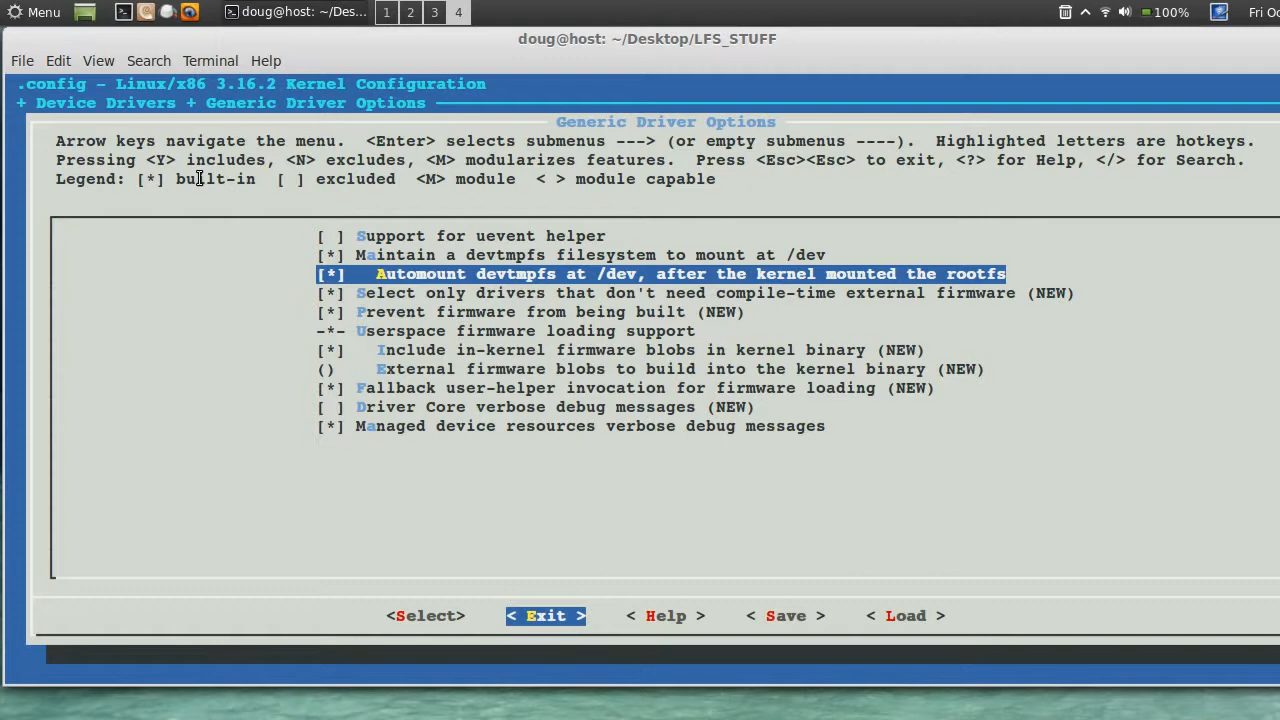 Menu doug@host: ~/Des... 1 2 3 4 100% Fri Oc
doug@host: ~/Desktop/LFS_STUFF
File Edit View Search Terminal Help
.config - Linux/x86 3.16.2 Kernel Configuration
+ Device Drivers + Generic Driver Options
Generic Driver Options
Arrow keys navigate the menu. <Enter> selects submenus ---> (or empty submenus ----). Highlighted letters are hotkeys.
Pressing <Y> includes, <N> excludes, <M> modularizes features. Press <Esc><Esc> to exit, <?> for Help, </> for Search.
Legend: [*] built-in [ ] excluded <M> module < > module capable
[ ] Support for uevent helper
[*] Maintain a devtmpfs filesystem to mount at /dev
[*] Automount devtmpfs at /dev, after the kernel mounted the rootfs
[*] Select only drivers that don't need compile-time external firmware (NEW)
[*] Prevent firmware from being built (NEW)
-*- Userspace firmware loading support
[*] Include in-kernel firmware blobs in kernel binary (NEW)
() External firmware blobs to build into the kernel binary (NEW)
[*] Fallback user-helper invocation for firmware loading (NEW)
[ ] Driver Core verbose debug messages (NEW)
[*] Managed device resources verbose debug messages
<Select> < Exit > < Help > < Save > < Load >